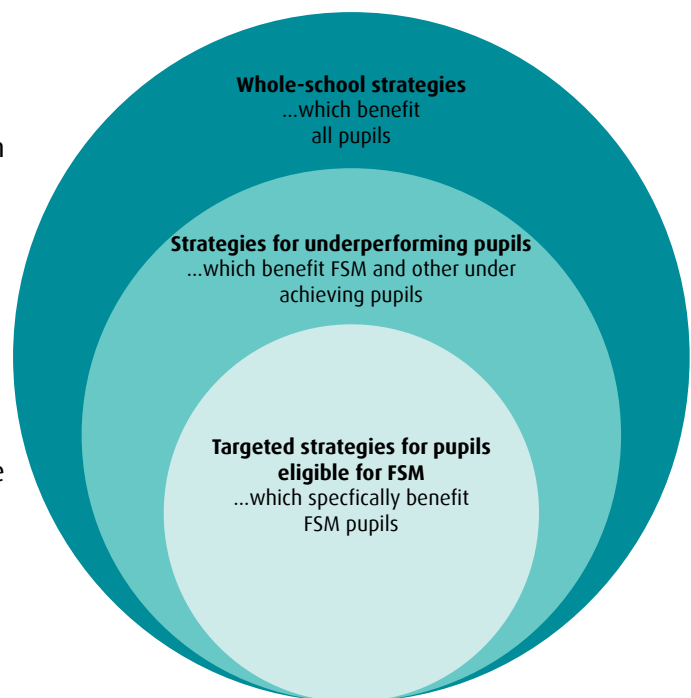 Whole-school strategies
...which benefit
all pupils
Strategies for underperforming pupils
...which benefit FSM and other under
achieving pupils
Targeted strategies for pupils
eligible for FSM
...which specfically benefit
FSM pupils